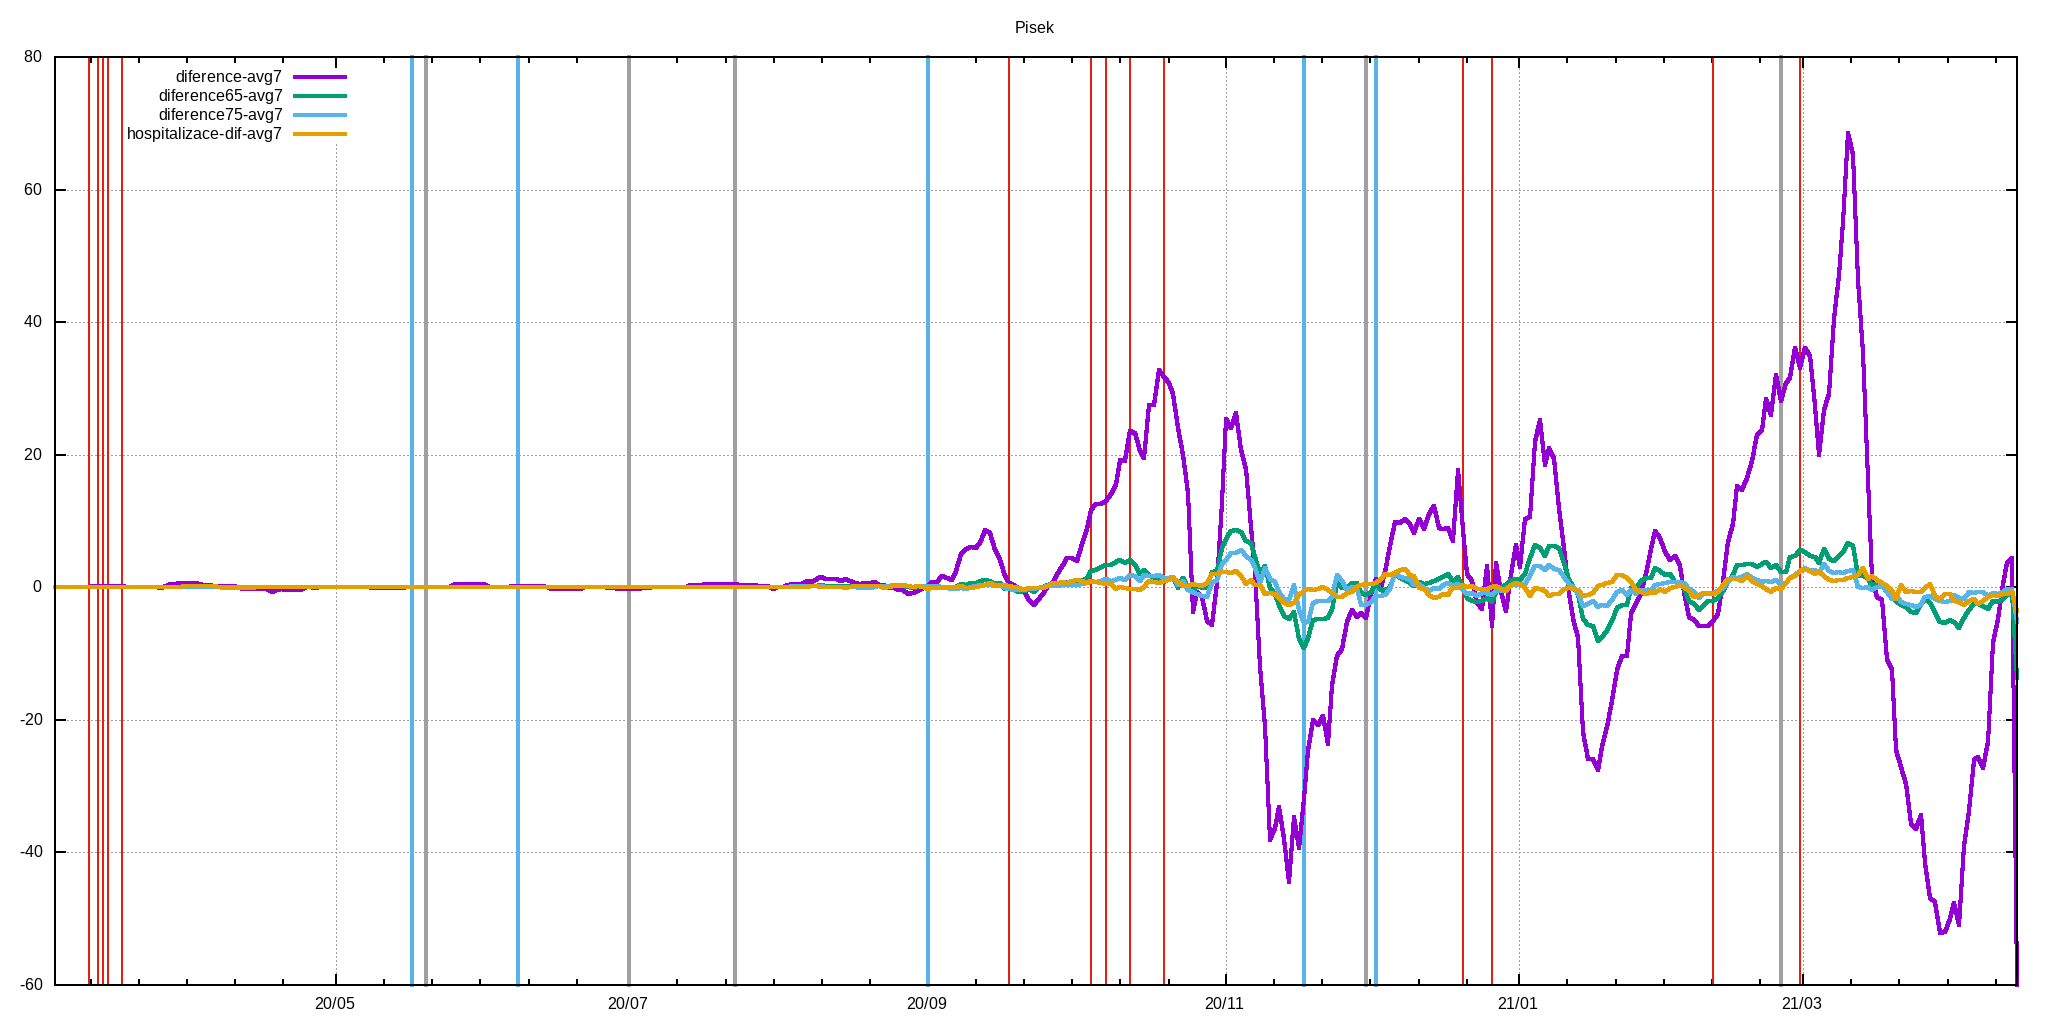 Pisek
80
60
40
20
0
-20
-40
-60
diference-avg7
diference65-avg7
diference75-avg7
hospitalizace-dif-avg7
20/05 20/07 20/09 20/11 21/01 21/03